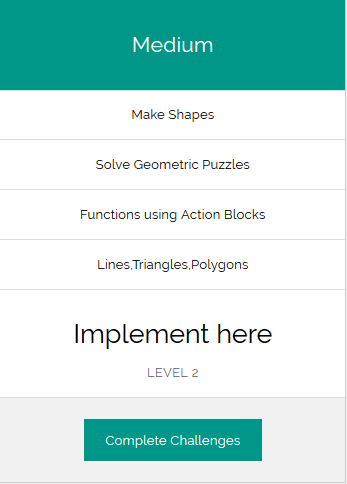 Medium
Make Shapes
Solve Geometric Puzzles
Functions using Action Blocks
Lines,Triangles,Polygons
Implement here
LEVEL 2
Complete Challenges